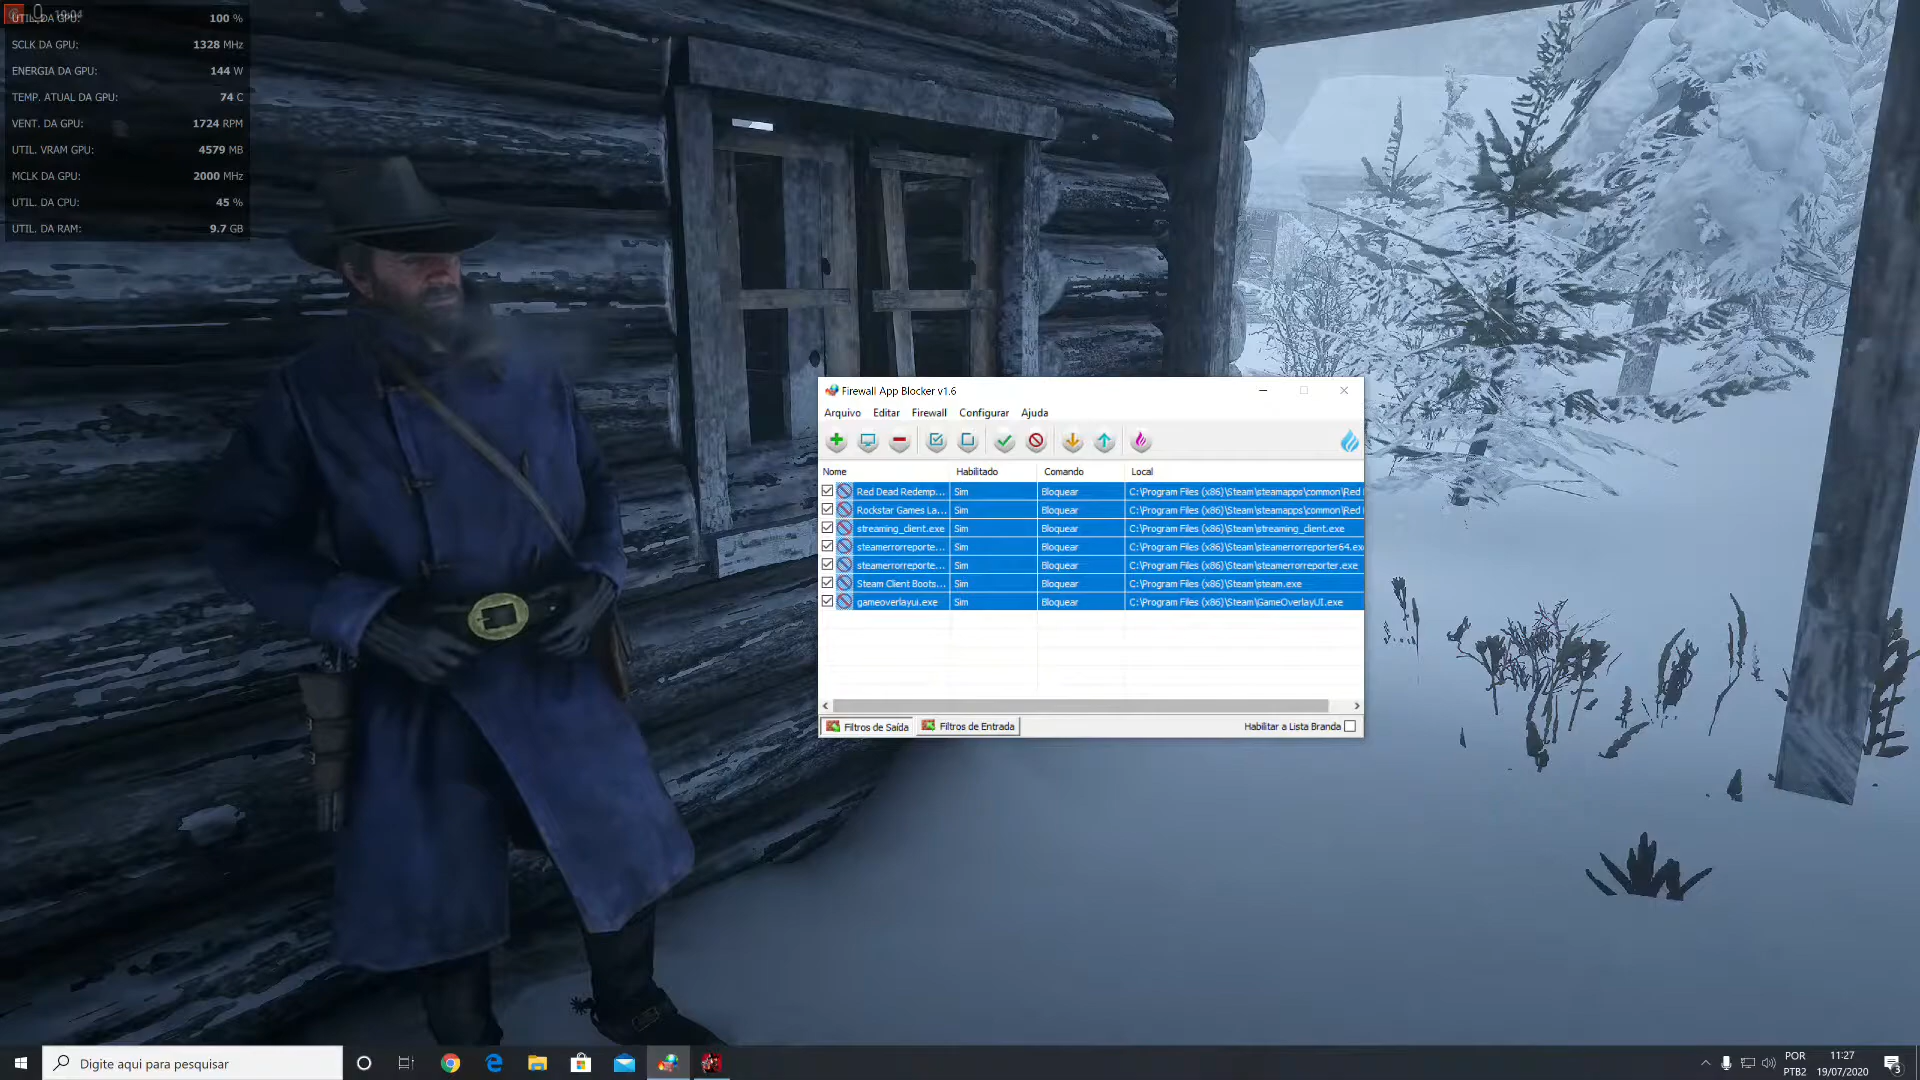 UTIL. DA GPU: 100 %
SCLK DA GPU: 1328 MHz
ENERGIA DA GPU: 144 W
TEMP. ATUAL DA GPU: 74 C
VENT. DA GPU: 1724 RPM
UTIL. VRAM GPU: 4579 MB
MCLK DA GPU: 2000 MHz
UTIL. DA CPU: 45 %
UTIL. DA RAM: 9.7 GB
Firewall App Blocker v1.6
Arquivo Editar Firewall Configurar Ajuda
Nome Habilitado Comando Local
Red Dead Redemp... Sim Bloquear C:\Program Files (x86)\Steam\steamapps\common\Red
Rockstar Games La... Sim Bloquear C:\Program Files (x86)\Steam\steamapps\common\Red
streaming_client.exe Sim Bloquear C:\Program Files (x86)\Steam\streaming_client.exe
steamerrorreporte... Sim Bloquear C:\Program Files (x86)\Steam\steamerrorreporter64.exe
steamerrorreporte... Sim Bloquear C:\Program Files (x86)\Steam\steamerrorreporter.exe
Steam Client Boots... Sim Bloquear C:\Program Files (x86)\Steam\steam.exe
gameoverlayui.exe Sim Bloquear C:\Program Files (x86)\Steam\GameOverlayUI.exe
Filtros de Saída Filtros de Entrada Habilitar a Lista Branda
Digite aqui para pesquisar
POR 11:27
PTB2 19/07/2020 3